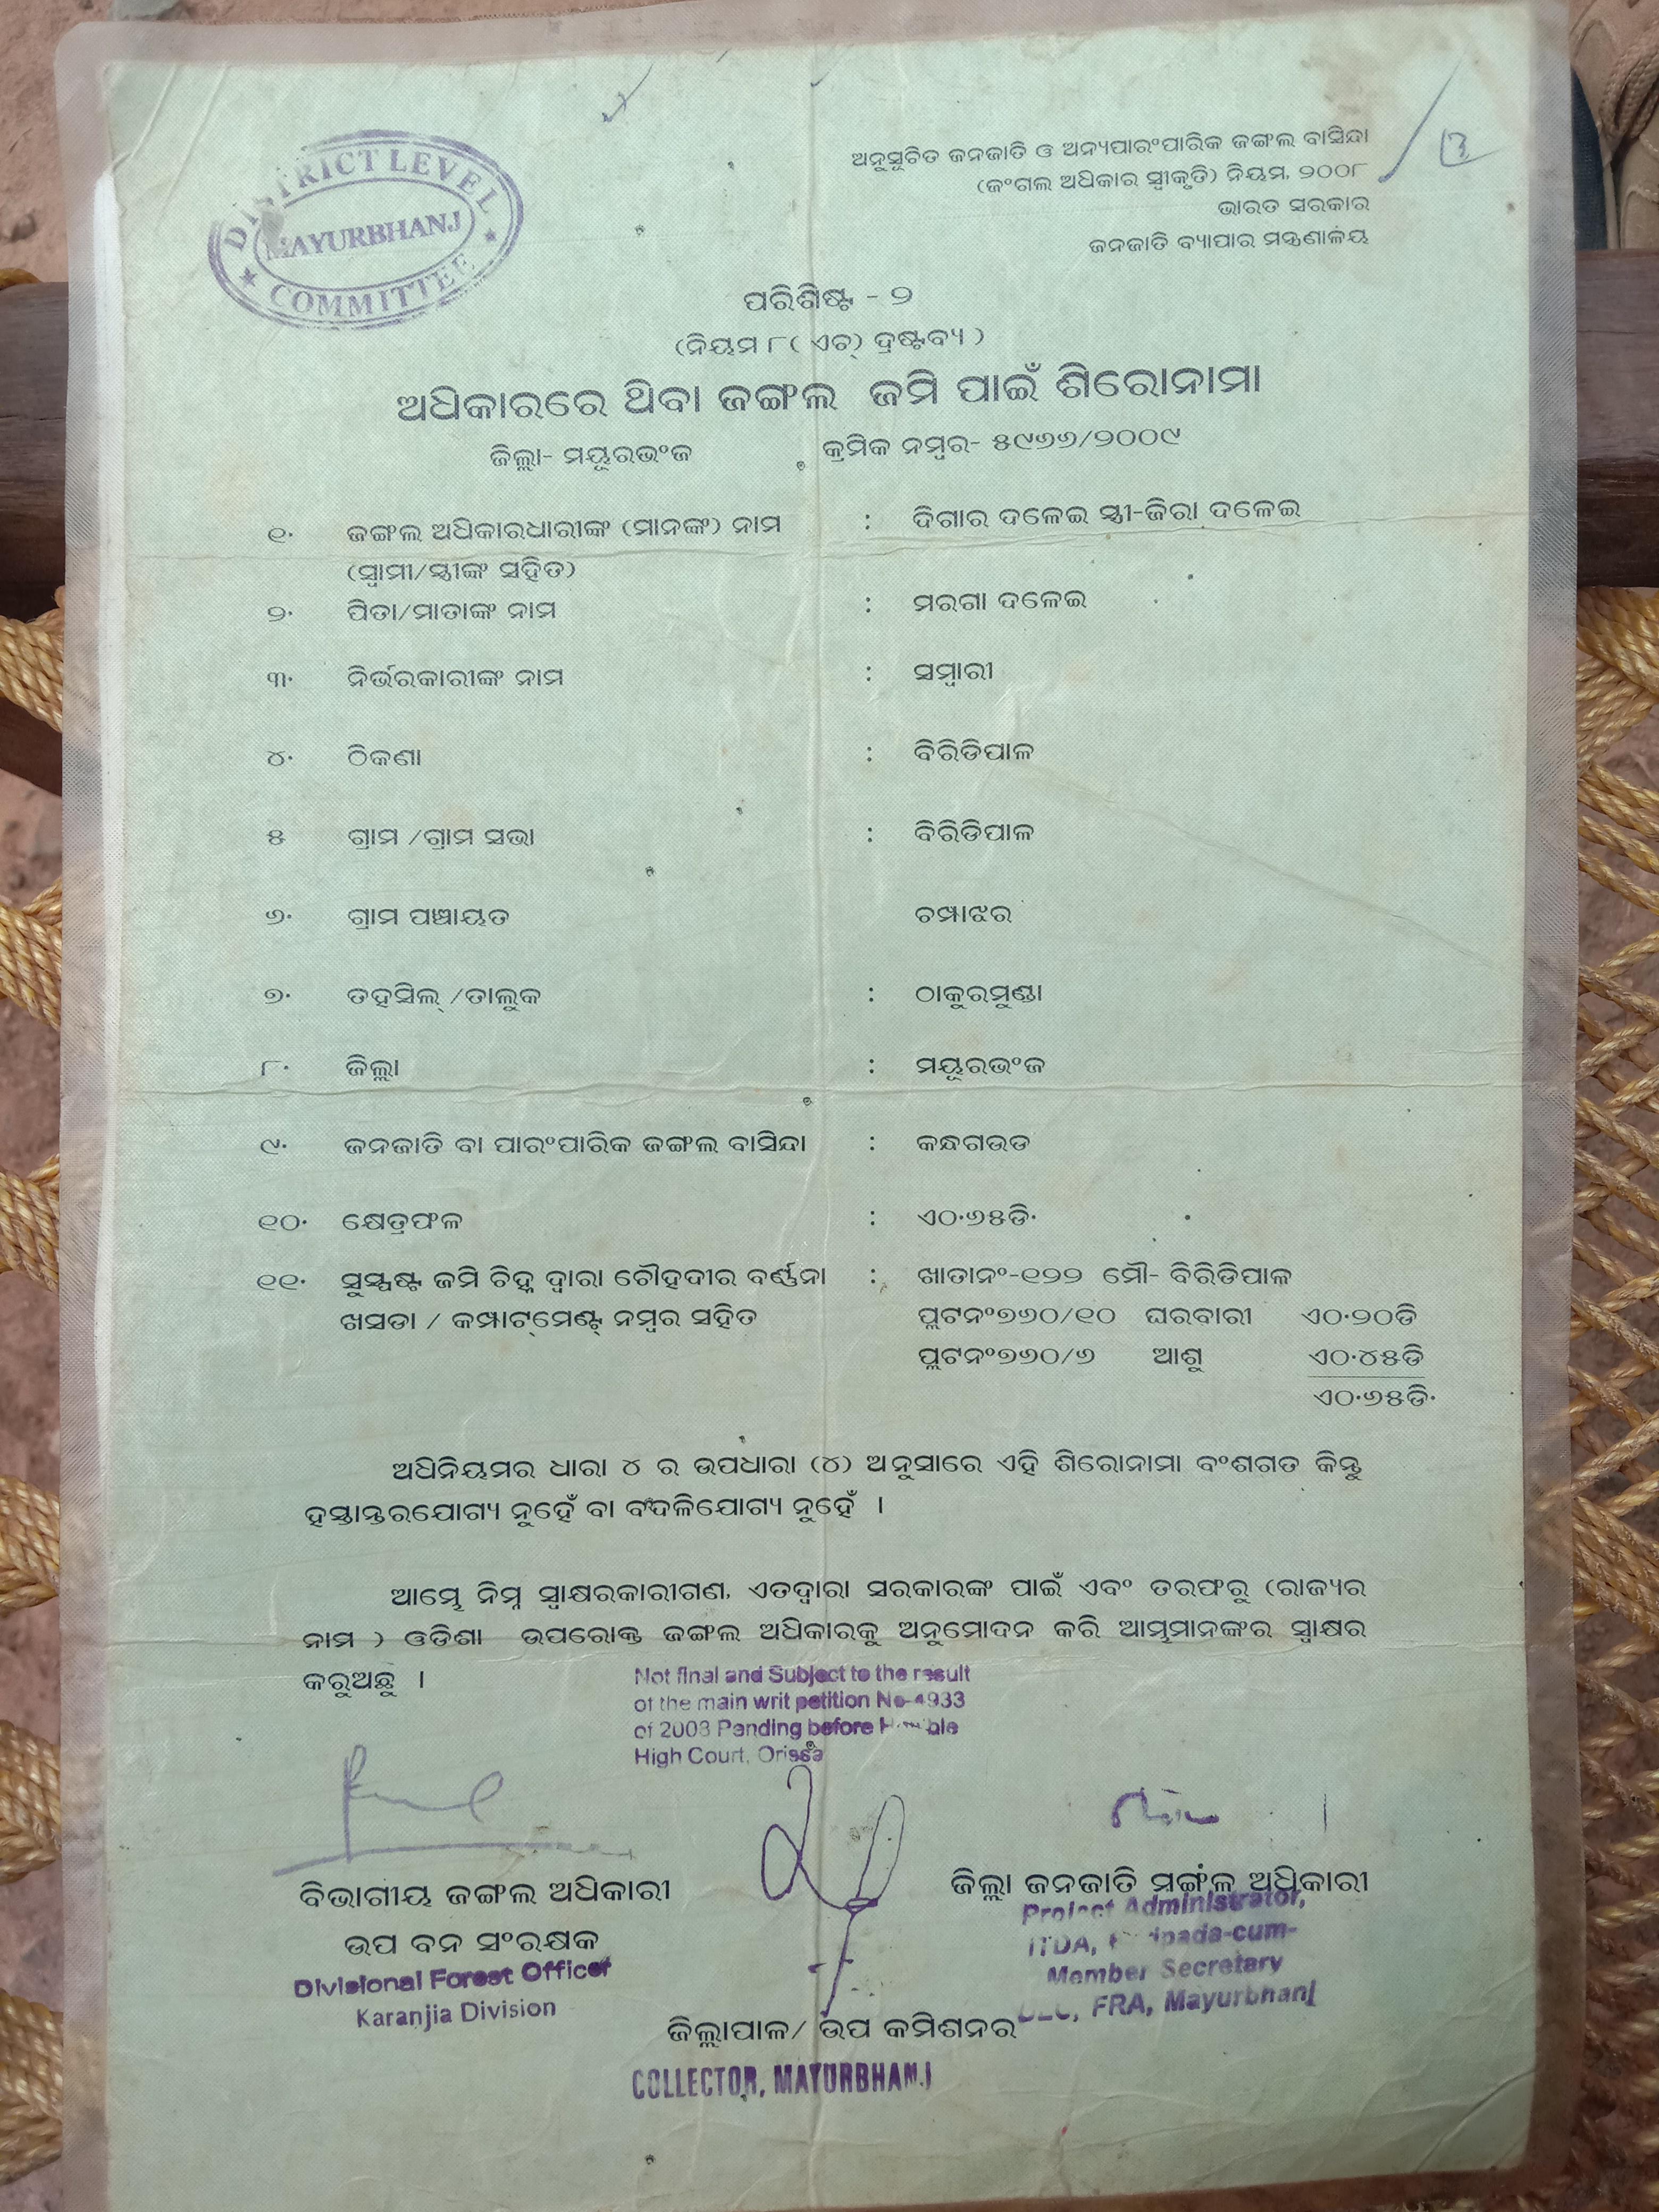 DISTRICT LEVEL
MAYURBHANJ
COMMITTEE
ଅନୁସୂଚିତ ଜନଜାତି ଓ ଅନ୍ୟପାରଂପାରିକ ଜଙ୍ଗଲ ବାସିନ୍ଦା
(ଜଂଗଲ ଅଧିକାର ସ୍ୱୀକୃତି) ନିୟମ, ୨୦୦୮
ଭାରତ ସରକାର
ଜନଜାତି ବ୍ୟାପାର ମନ୍ତ୍ରଣାଳୟ
ପରିଶିଷ୍ଟ - ୨
(ନିୟମ ୮( ଏଚ୍) ଦ୍ରଷ୍ଟବ୍ୟ )
ଅଧିକାରରେ ଥିବା ଜଙ୍ଗଲ ଜମି ପାଇଁ ଶିରୋନାମା
ଜିଲ୍ଲା- ମୟୂରଭଂଜ କ୍ରମିକ ନମ୍ବର- ୫୯୬୬/୨୦୦୯
୧. ଜଙ୍ଗଲ ଅଧିକାରଧାରୀଙ୍କ (ମାନଙ୍କ) ନାମ : ଦିଗାର ଦଳେଇ ସ୍ତ୍ରୀ-ଜିରା ଦଳେଇ
(ସ୍ୱାମୀ/ସ୍ତ୍ରୀଙ୍କ ସହିତ)
୨. ପିତା/ମାତାଙ୍କ ନାମ : ମରଗା ଦଳେଇ
୩. ନିର୍ଭରକାରୀଙ୍କ ନାମ : ସମ୍ବାରୀ
୪. ଠିକଣା : ବିରିଡିପାଳ
୫ ଗ୍ରାମ /ଗ୍ରାମ ସଭା : ବିରିଡିପାଳ
୬. ଗ୍ରାମ ପଞ୍ଚାୟତ ଚମ୍ପାଝର
୭. ତହସିଲ୍ /ତାଲୁକ : ଠାକୁରମୁଣ୍ଡା
୮. ଜିଲ୍ଲା : ମୟୂରଭଂଜ
୯. ଜନଜାତି ବା ପାରଂପାରିକ ଜଙ୍ଗଲ ବାସିନ୍ଦା : କନ୍ଧଗଉଡ
୧୦. କ୍ଷେତ୍ରଫଳ : ଏ୦.୬୫ଡି.
୧୧. ସୁସ୍ପଷ୍ଟ ଜମି ଚିହ୍ନ ଦ୍ୱାରା ଚୌହଦୀର ବର୍ଣ୍ଣନା : ଖାତାନଂ-୧୨୨ ମୌ- ବିରିଡିପାଳ
ଖସଡା / କମ୍ପାଟ୍‌ମେଣ୍ଟ୍ ନମ୍ବର ସହିତ ପ୍ଲଟନଂ୭୬୦/୧୦ ଘରବାରୀ ଏ୦.୨୦ଡି
ପ୍ଲଟନଂ୭୬୦/୬ ଆଶୁ ଏ୦.୪୫ଡି
ଏ୦.୬୫ଡି.
ଅଧିନିୟମର ଧାରା ୪ ର ଉପଧାରା (୪) ଅନୁସାରେ ଏହି ଶିରୋନାମା ବଂଶଗତ କିନ୍ତୁ
ହସ୍ତାନ୍ତରଯୋଗ୍ୟ ନୁହେଁ ବା ବଦଳିଯୋଗ୍ୟ ନୁହେଁ ।
ଆମ୍ଭେ ନିମ୍ନ ସ୍ୱାକ୍ଷରକାରୀଗଣ, ଏତଦ୍ୱାରା ସରକାରଙ୍କ ପାଇଁ ଏବଂ ତରଫରୁ (ରାଜ୍ୟର
ନାମ ) ଓଡିଶା ଉପରୋକ୍ତ ଜଙ୍ଗଲ ଅଧିକାରକୁ ଅନୁମୋଦନ କରି ଆମ୍ଭମାନଙ୍କର ସ୍ୱାକ୍ଷର
କରୁଅଛୁ ।
Not final and Subject to the result
of the main writ petition No-4933
of 2008 Pending before
High Court, Orissa
ବିଭାଗୀୟ ଜଙ୍ଗଲ ଅଧିକାରୀ
ଉପ ବନ ସଂରକ୍ଷକ
Divisional Forest Officer
Karanjia Division
ଜିଲ୍ଲା ଜନଜାତି ମଙ୍ଗଳ ଅଧିକାରୀ
Project Administrator,
ITDA,
Member Secretary
DLC, FRA, Mayurbhanj
ଜିଲ୍ଲାପାଳ/ ଉପ କମିଶନର
COLLECTOR, MAYURBHANJ